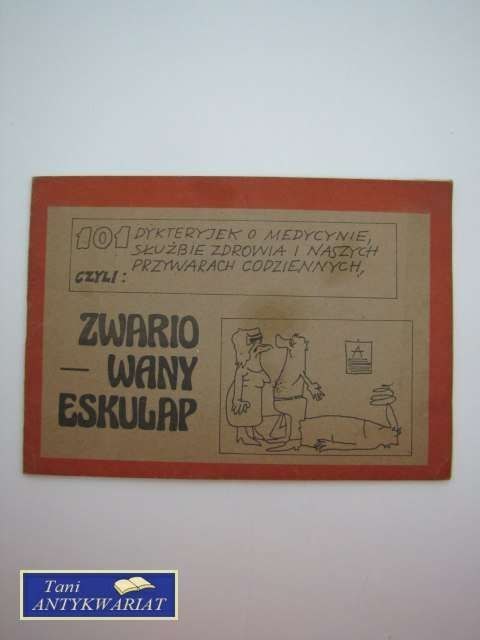 101 DYKTERYJEK O MEDYCYNIE,
SŁUŻBIE ZDROWIA I NASZYCH
PRZYWARACH CODZIENNYCH,
CZYLI:
ZWARIO
— WANY
ESKULAP
A
Tani
ANTYKWARIAT